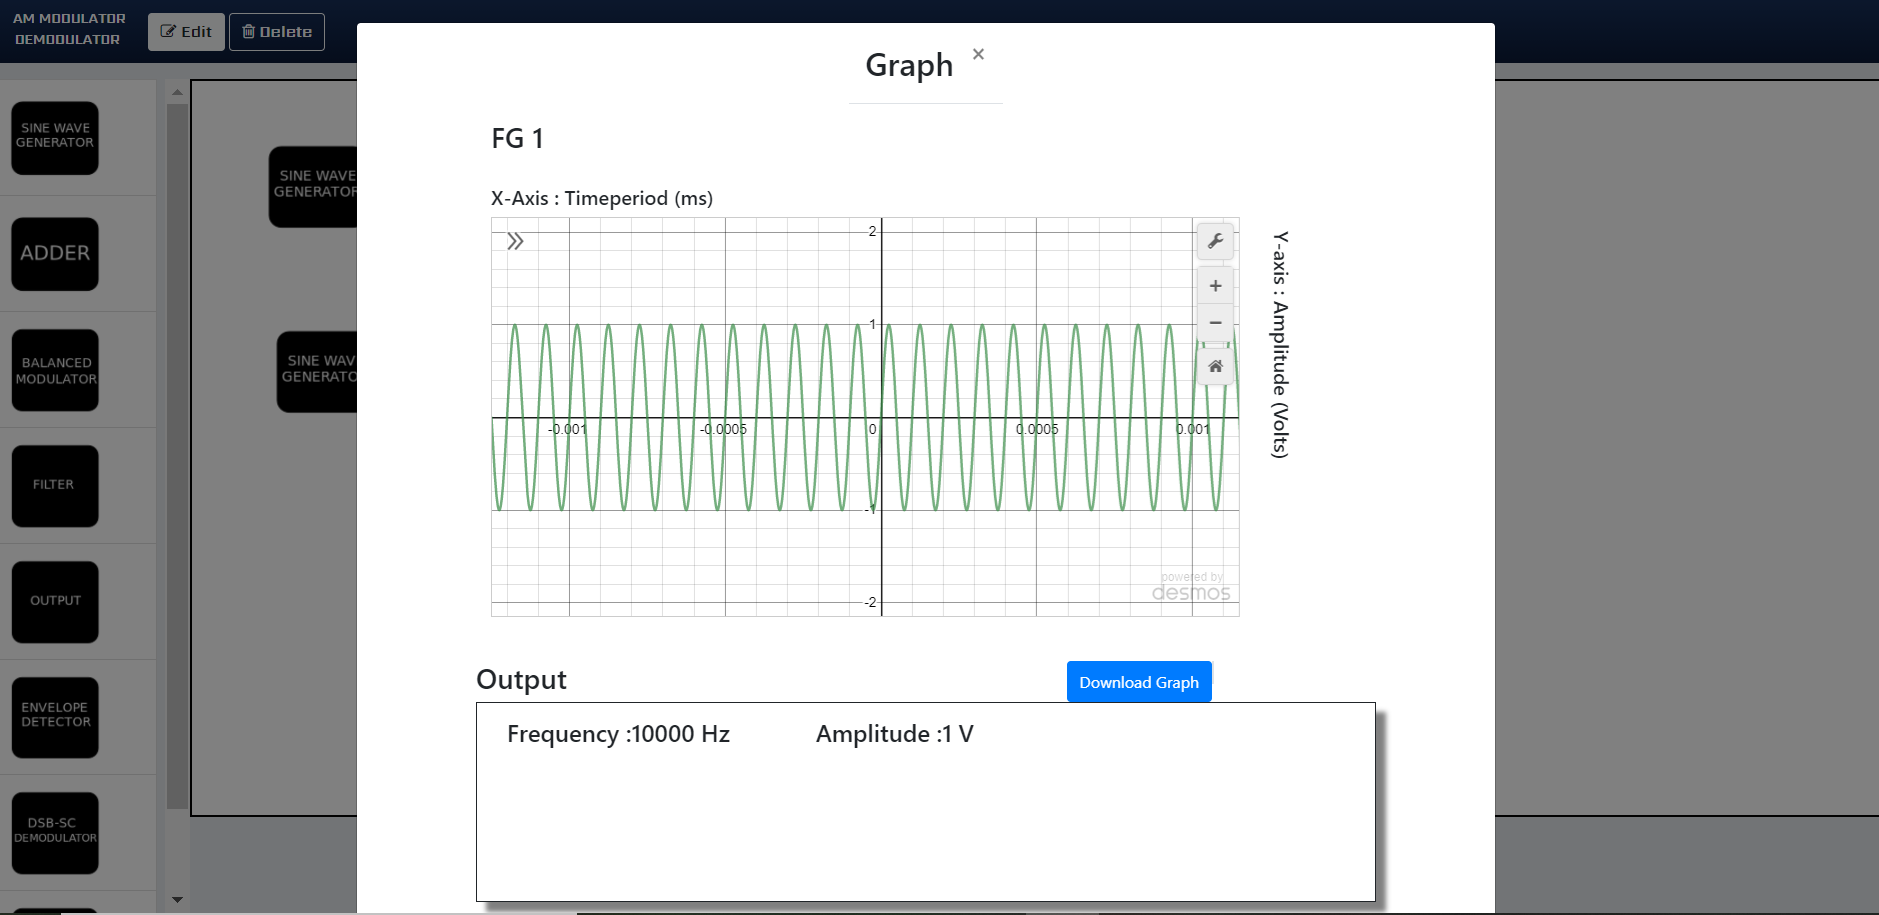 AM MODULATOR
DEMODULATOR
Edit
Delete
SINE WAVE
GENERATOR
ADDER
BALANCED
MODULATOR
FILTER
OUTPUT
ENVELOPE
DETECTOR
DSB-SC
DEMODULATOR
SINE WAVE
GENERATOR
SINE WAV
GENERATO
Graph ×
FG 1
X-Axis : Timeperiod (ms)
2
1
-0.001 -0.0005 0 0.0005 0.001
-1
-2
+
−
powered by
desmos
Y-axis : Amplitude (Volts)
Output
Download Graph
Frequency :10000 Hz Amplitude :1 V